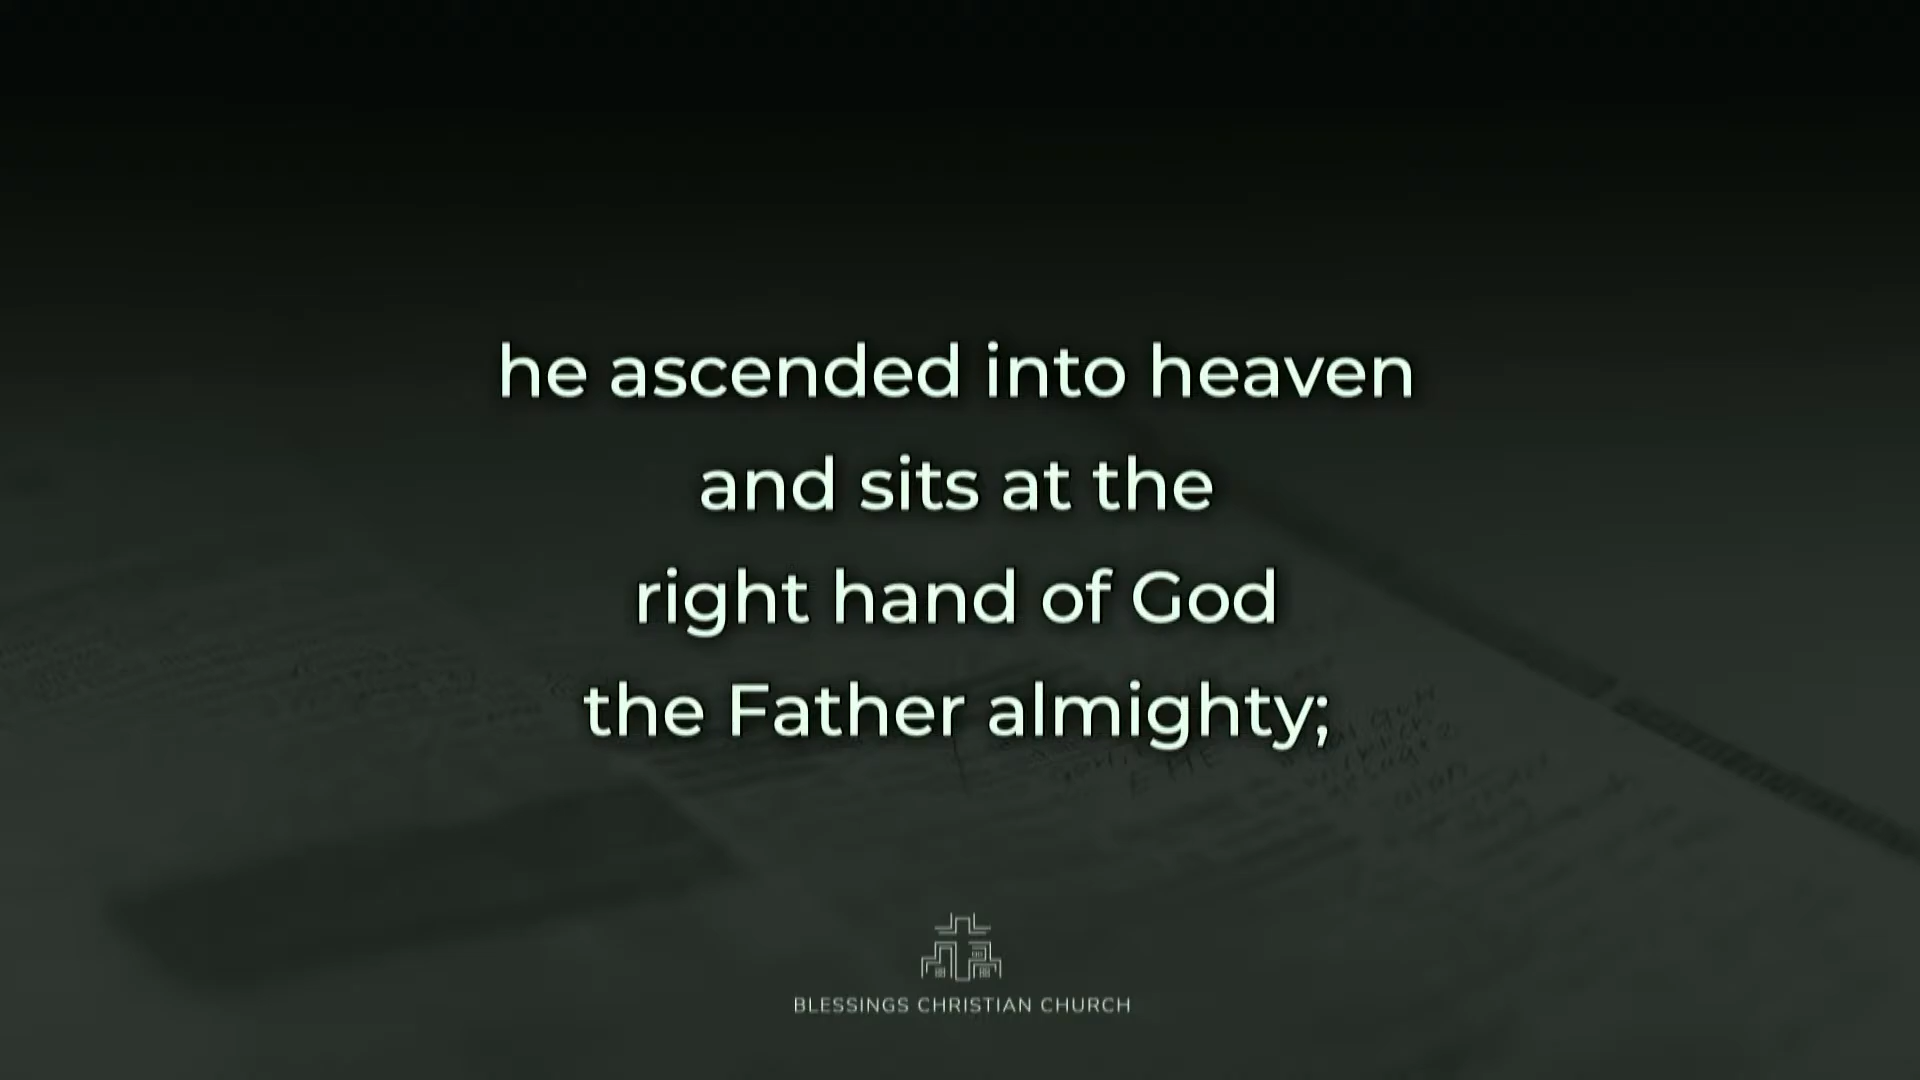 he ascended into heaven
and sits at the
right hand of God
the Father almighty;
BLESSINGS CHRISTIAN CHURCH